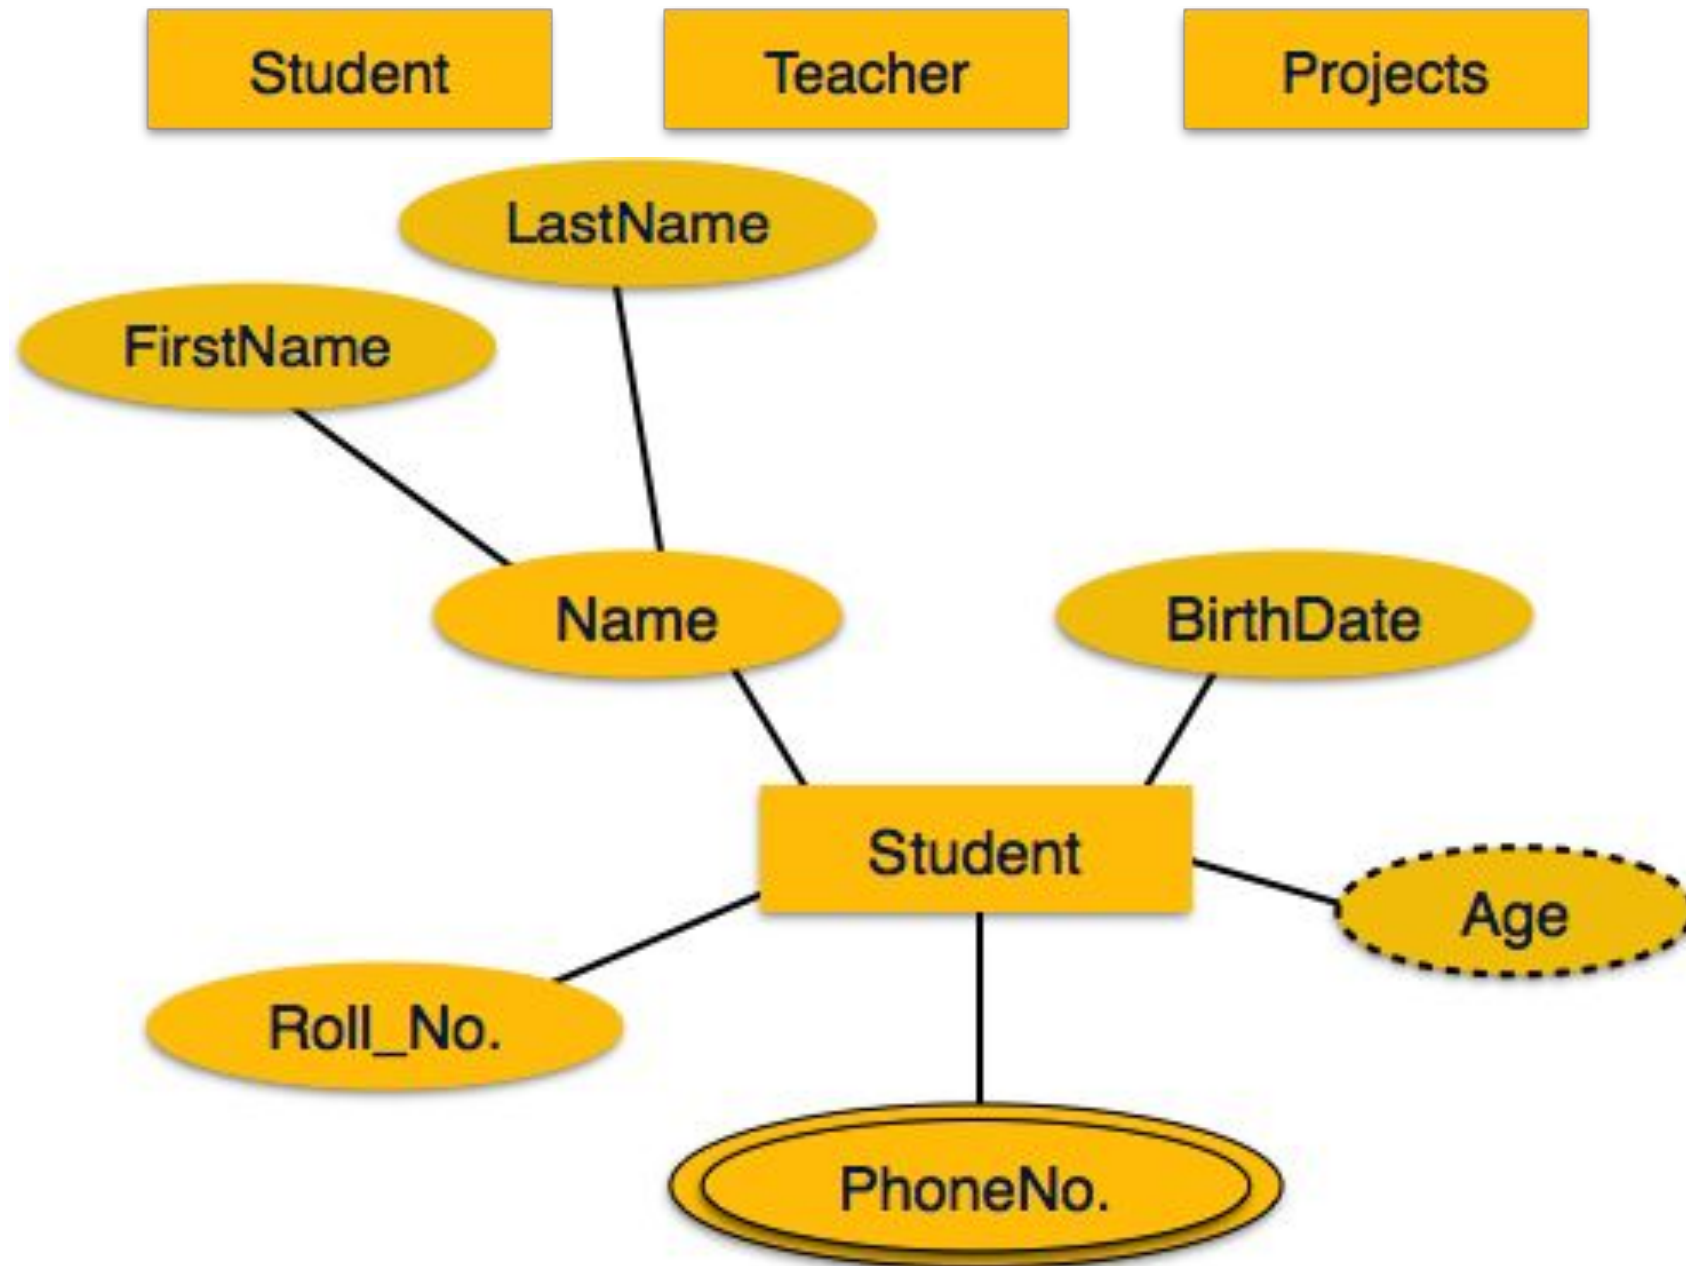 Student
Teacher
Projects
LastName
FirstName
Name
BirthDate
Student
Age
Roll_No.
PhoneNo.